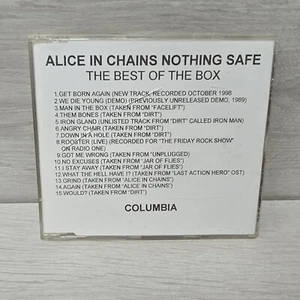 ALICE IN CHAINS NOTHING SAFE
THE BEST OF THE BOX
1.GET BORN AGAIN (NEW TRACK, RECORDED OCTOBER 1998
2.WE DIE YOUNG (DEMO) (PREVIOUSLY UNRELEASED DEMO, 1989)
3.MAN IN THE BOX (TAKEN FROM "FACELIFT")
4.THEM BONES (TAKEN FROM "DIRT")
5.IRON GLAND (UNLISTED TRACK FROM "DIRT" CALLED IRON MAN)
6.ANGRY CHAIR (TAKEN FROM "DIRT")
7.DOWN IN A HOLE (TAKEN FROM "DIRT")
8.ROOSTER (LIVE) (RECORDED FOR "THE FRIDAY ROCK SHOW"
ON RADIO ONE)
9.GOT ME WRONG (TAKEN FROM "UNPLUGGED)
10.NO EXCUSES (TAKEN FROM "JAR OF FLIES")
11.I STAY AWAY (TAKEN FROM "JAR OF FLIES")
12.WHAT THE HELL HAVE I? (TAKEN FROM "LAST ACTION HERO" OST)
13.GRIND (TAKEN FROM "ALICE IN CHAINS")
14.AGAIN (TAKEN FROM "ALICE IN CHAINS")
15.WOULD? (TAKEN FROM "DIRT")
COLUMBIA